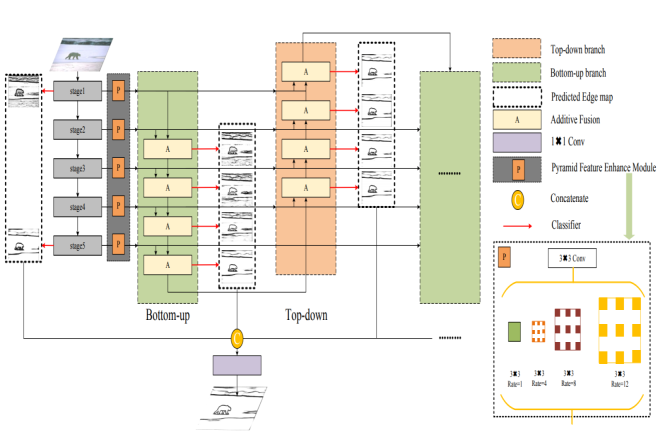 stage1
stage2
stage3
stage4
stage5
P
P
P
P
P
A
A
A
A
Bottom-up
A
A
A
A
Top-down
C
Top-down branch
Bottom-up branch
Predicted Edge map
A
Additive Fusion
1✖1 Conv
P
Pyramid Feature Enhance Module
C
Concatenate
Classifier
P
3✖3 Conv
3✖3
Rate=1
3✖3
Rate=4
3✖3
Rate=8
3✖3
Rate=12